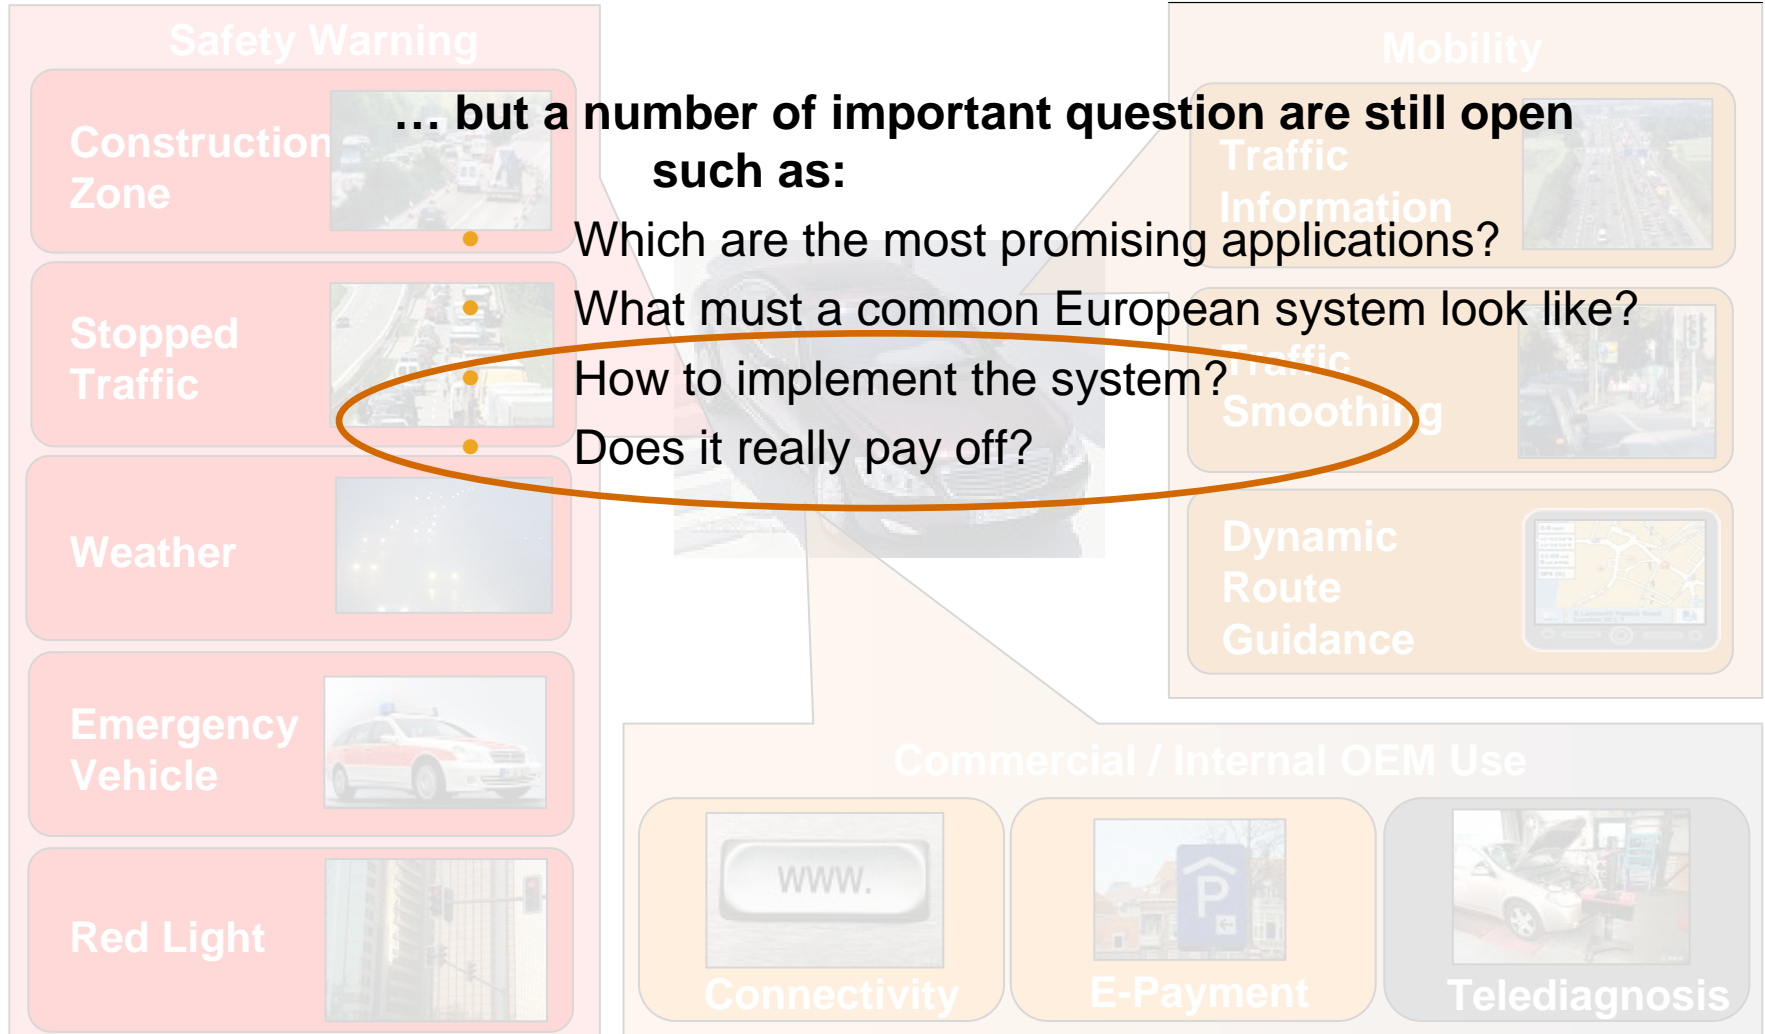 Safety Warning
Construction
Zone
Stopped
Traffic
Weather
Emergency
Vehicle
Red Light
… but a number of important question are still open
such as:
• Which are the most promising applications?
• What must a common European system look like?
• How to implement the system?
• Does it really pay off?
Mobility
Traffic
Information
Traffic
Smoothing
Dynamic
Route
Guidance
Commercial / Internal OEM Use
www.
Connectivity
P
E-Payment
Telediagnosis